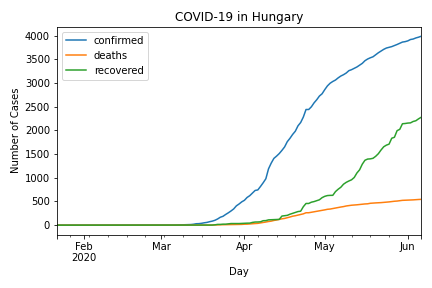 COVID-19 in Hungary
confirmed
deaths
recovered
Number of Cases
4000
3500
3000
2500
2000
1500
1000
500
0
Feb
2020
Mar
Apr
May
Jun
Day